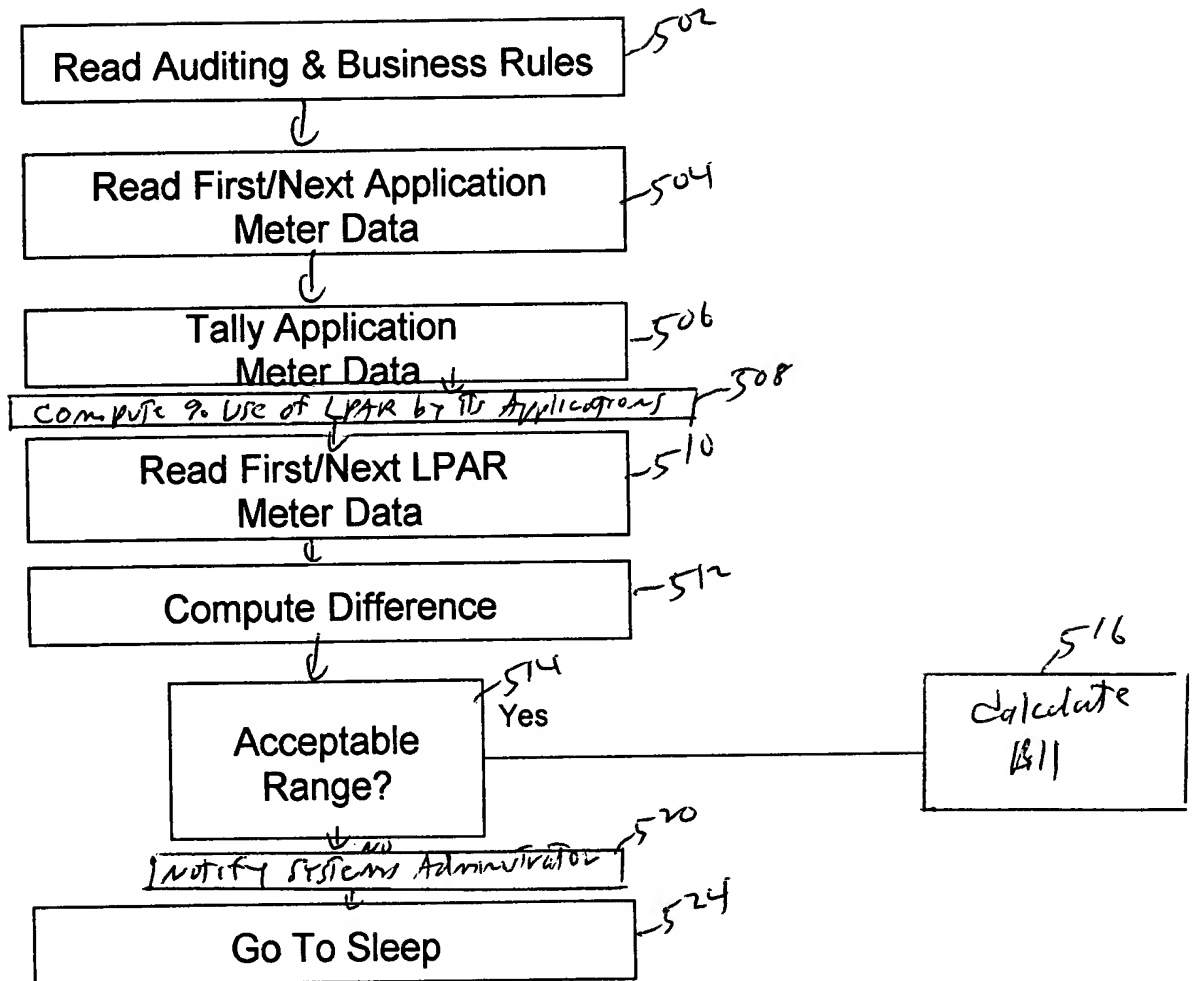 502
Read Auditing & Business Rules
504
Read First/Next Application
Meter Data
506
Tally Application
Meter Data
508
Compute % Use of LPAR by Its Applications
510
Read First/Next LPAR
Meter Data
512
Compute Difference
514
Yes
Acceptable
Range?
516
Calculate
Bill
NO
520
Notify Systems Administrator
524
Go To Sleep